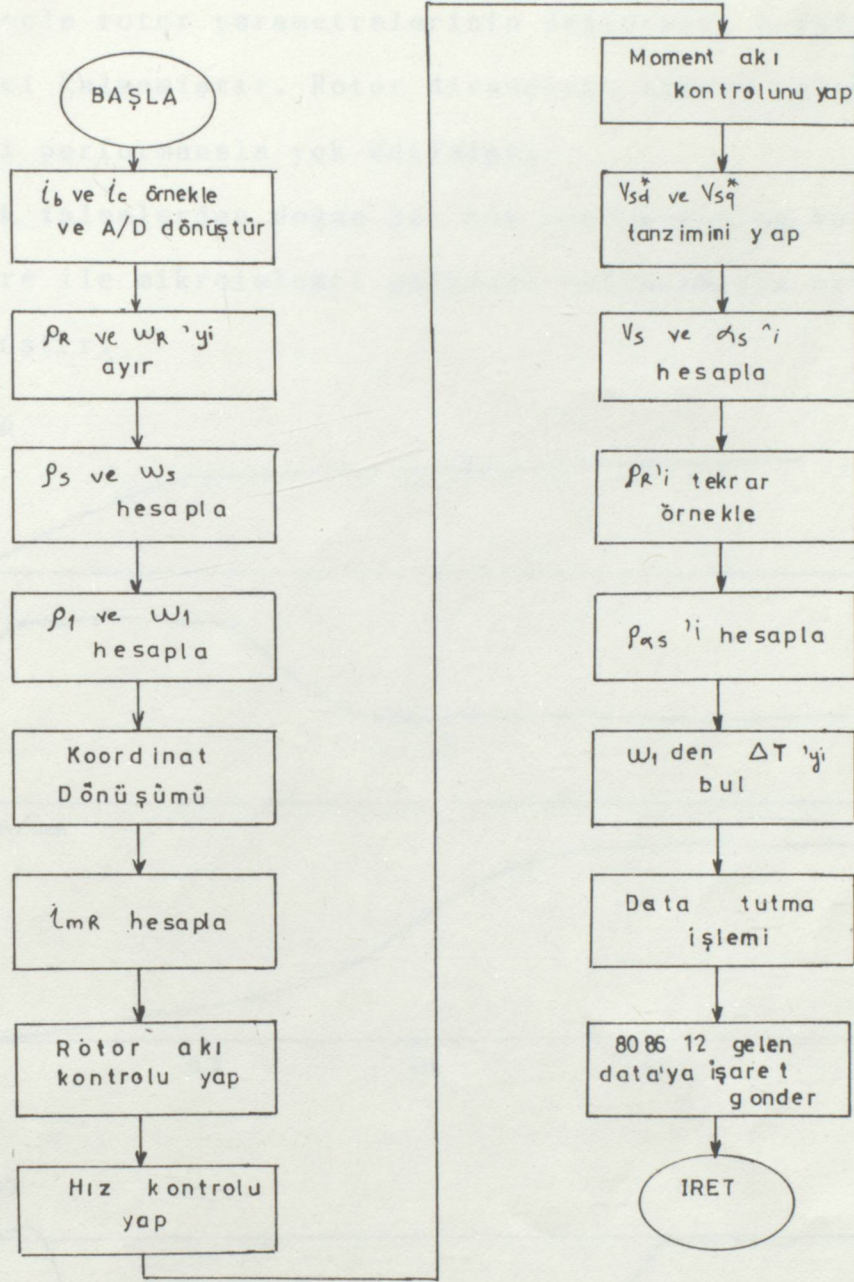 BAŞLA
i_b ve i_c örnekle
ve A/D dönüştür
ρ_R ve ω_R 'yi
ayır
ρ_S ve ω_S
hesapla
ρ_1 ve ω_1
hesapla
Koordinat
Dönüşümü
i_mR hesapla
Rotor akı
kontrolu yap
Hız kontrolu
yap
Moment akı
kontrolunu yap
V_Sd* ve V_Sq*
tanzimini yap
V_S ve α_S 'i
hesapla
ρ_R'i tekrar
örnekle
ρ_αs 'i hesapla
ω_1 den ΔT 'yi
bul
Data tutma
işlemi
8086 12 gelen
data'ya işaret
gonder
IRET